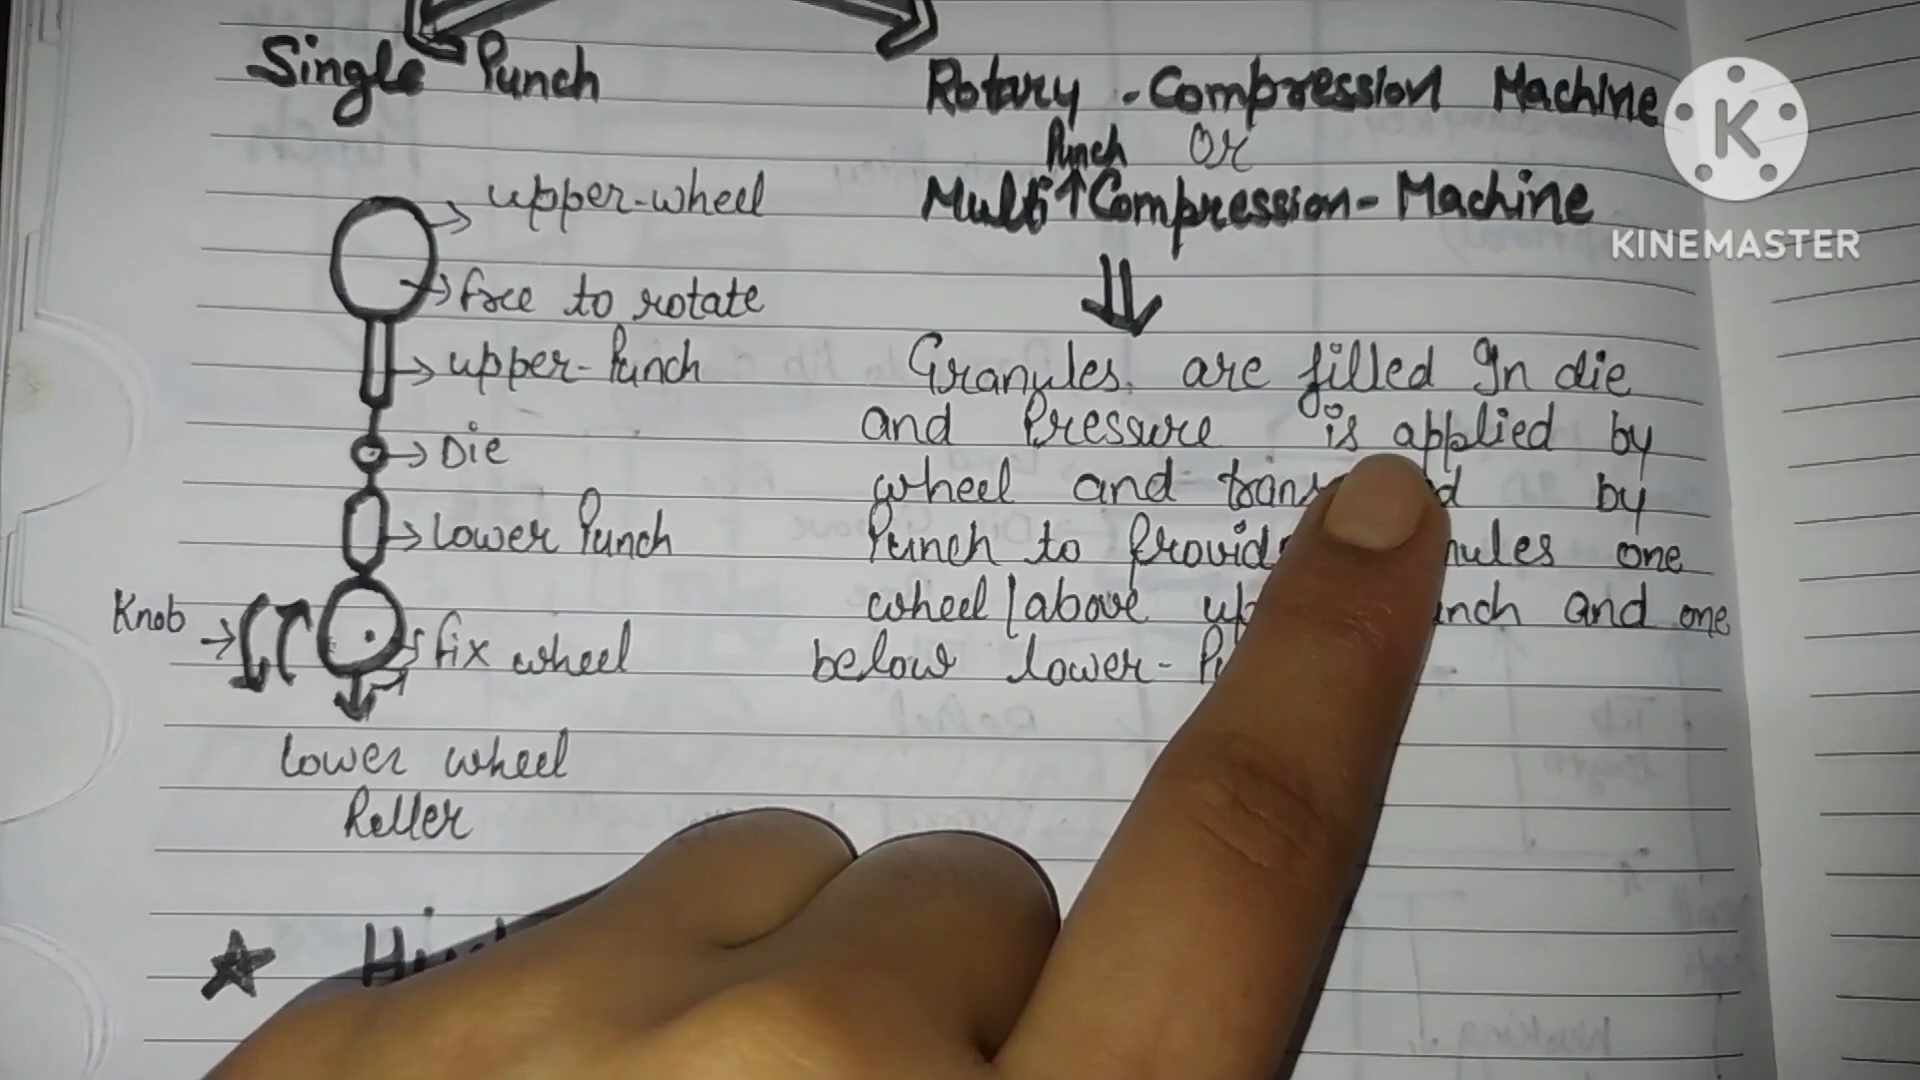 Single Punch
upper-wheel
free to rotate
upper-Punch
Die
Lower Punch
Knob
fix wheel
Lower wheel
Roller
Rotary - Compression Machine
Punch or
Multi ↑ Compression - Machine
Granules are filled In die
and Pressure is applied by
wheel and by
Punch to one
wheel / above and one
below lower-
KINEMASTER